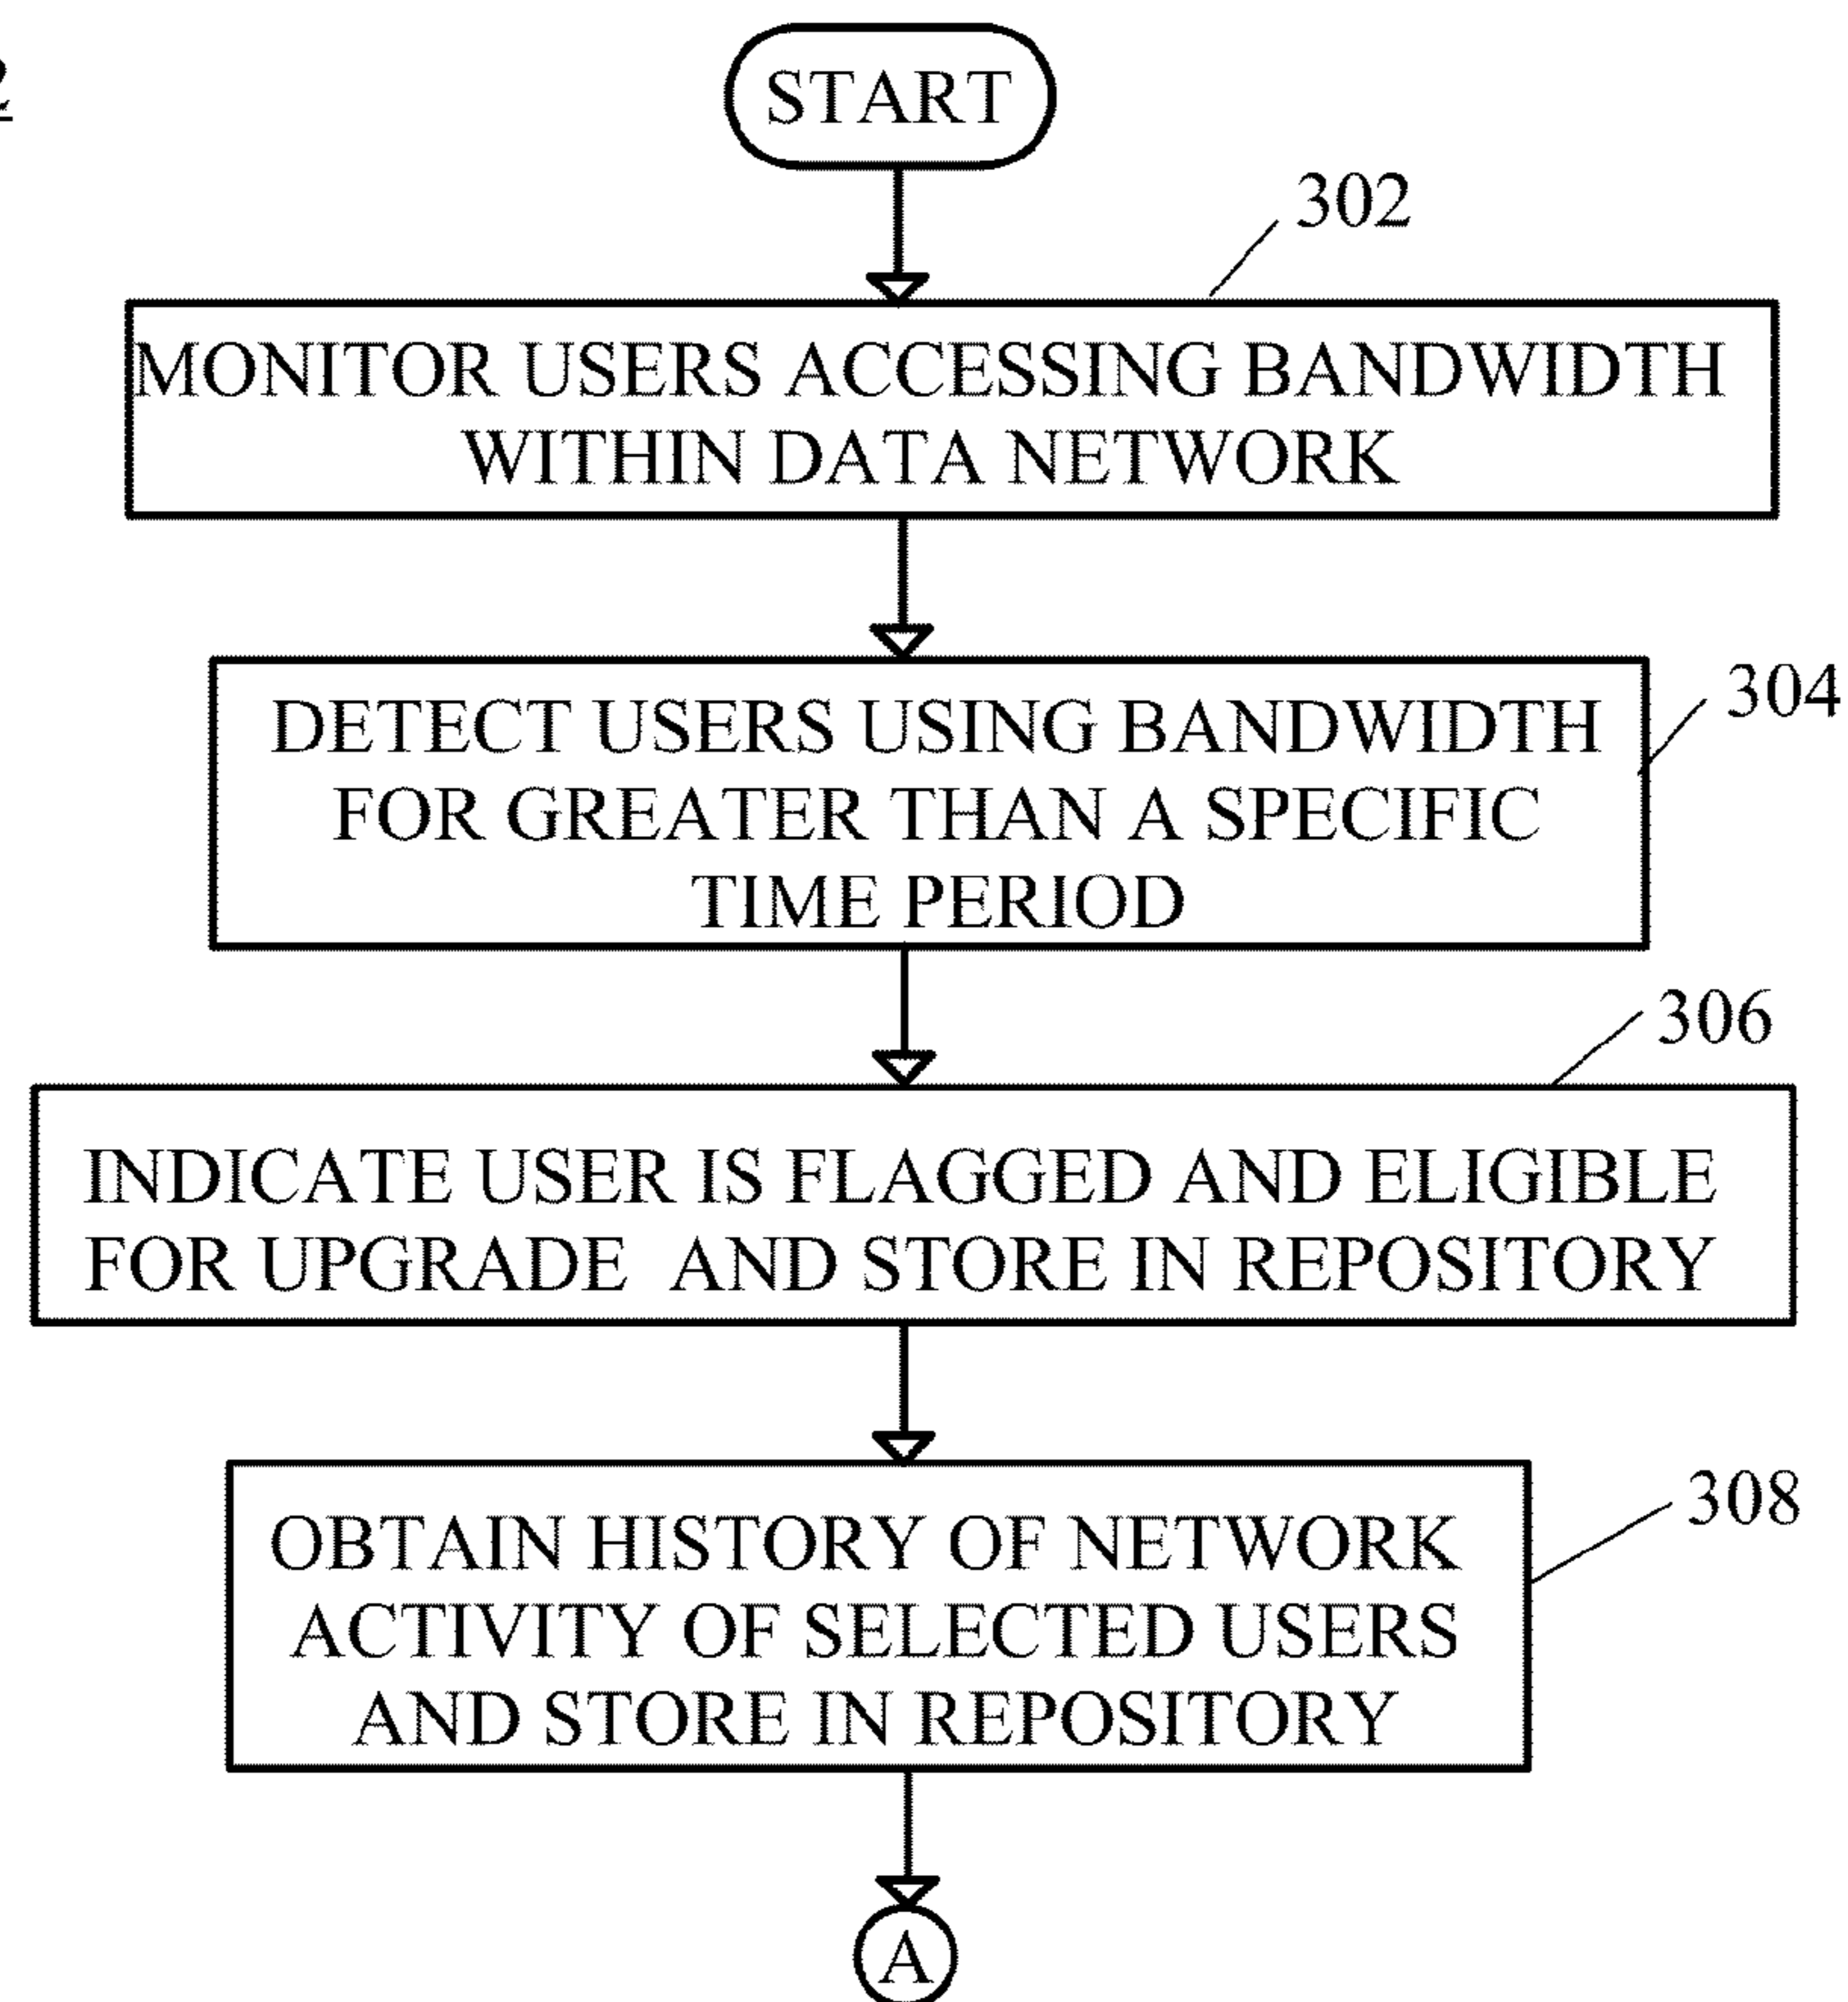 START
302
MONITOR USERS ACCESSING BANDWIDTH
WITHIN DATA NETWORK
304
DETECT USERS USING BANDWIDTH
FOR GREATER THAN A SPECIFIC
TIME PERIOD
306
INDICATE USER IS FLAGGED AND ELIGIBLE
FOR UPGRADE AND STORE IN REPOSITORY
308
OBTAIN HISTORY OF NETWORK
ACTIVITY OF SELECTED USERS
AND STORE IN REPOSITORY
A